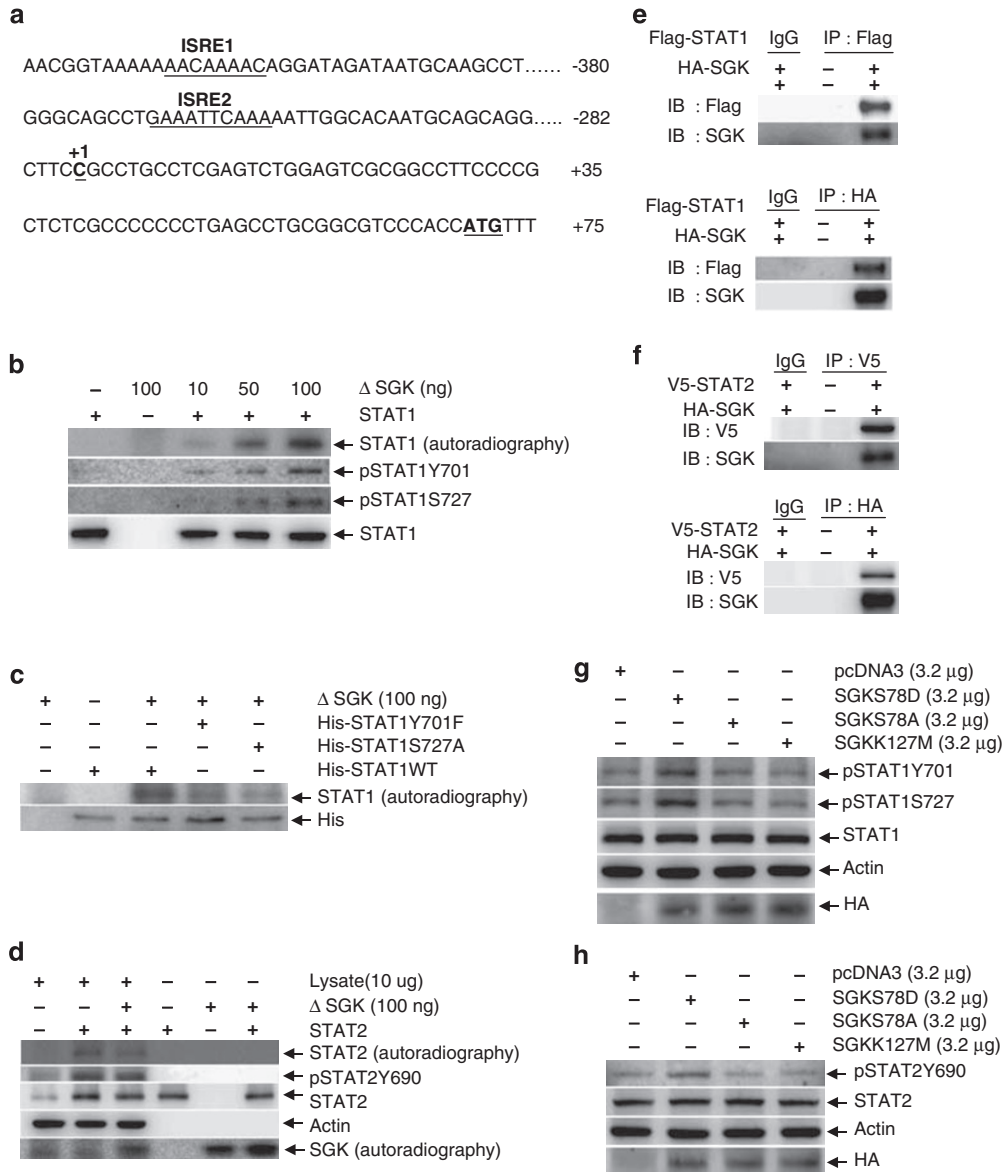 a
ISRE1
AACGGTAAAAAAACAAAACAGGATAGATAATGCAAGCCT...... -380
ISRE2
GGGCAGCCTGAAATTCAAAAATTGGCACAATGCAGCAGG..... -282
+1
CTTCCGCCTGCCTCGAGTCTGGAGTCGCGGCCTTCCCCG +35
CTCTCGCCCCCCCTGAGCCTGCGGCGTCCCACCATGTTT +75
b
– 100 10 50 100 Δ SGK (ng)
+ – + + + STAT1
STAT1 (autoradiography)
pSTAT1Y701
pSTAT1S727
STAT1
c
+ – + + + Δ SGK (100 ng)
– – – + – His-STAT1Y701F
– – – – + His-STAT1S727A
– + + – – His-STAT1WT
STAT1 (autoradiography)
His
d
+ + + – – – Lysate(10 ug)
– – + – + + Δ SGK (100 ng)
– + + + – + STAT2
STAT2 (autoradiography)
pSTAT2Y690
STAT2
Actin
SGK (autoradiography)
e
Flag-STAT1 IgG IP : Flag
HA-SGK + – +
+ – +
IB : Flag
IB : SGK
Flag-STAT1 IgG IP : HA
+ – +
HA-SGK + – +
IB : Flag
IB : SGK
f
IgG IP : V5
V5-STAT2 + – +
HA-SGK + – +
IB : V5
IB : SGK
IgG IP : HA
V5-STAT2 + – +
HA-SGK + – +
IB : V5
IB : SGK
g
+ – – – pcDNA3 (3.2 µg)
– + – – SGKS78D (3.2 µg)
– – + – SGKS78A (3.2 µg)
– – – + SGKK127M (3.2 µg)
pSTAT1Y701
pSTAT1S727
STAT1
Actin
HA
h
+ – – – pcDNA3 (3.2 µg)
– + – – SGKS78D (3.2 µg)
– – + – SGKS78A (3.2 µg)
– – – + SGKK127M (3.2 µg)
pSTAT2Y690
STAT2
Actin
HA